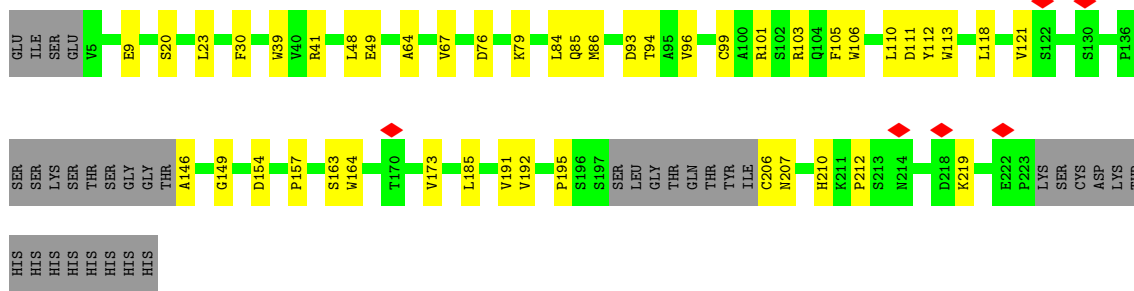 GLU ILE SER GLU V5 E9 S20 L23 F30 W39 V40 R41 L48 E49 A64 V67 D76 K79 L84 Q85 M86 D93 T94 A95 V96 C99 A100 R101 S102 R103 Q104 F105 W106 L110 D111 Y112 W113 L118 V121 S122 S130 P136
SER SER LYS SER THR SER GLY GLY THR A146 G149 D154 P157 S163 W164 T170 V173 L185 V191 V192 P195 S196 S197 SER LEU GLY THR GLN THR TYR ILE C206 N207 H210 K211 P212 S213 N214 D218 K219 E222 P223 LYS SER CYS ASP LYS
HIS HIS HIS HIS HIS HIS HIS HIS